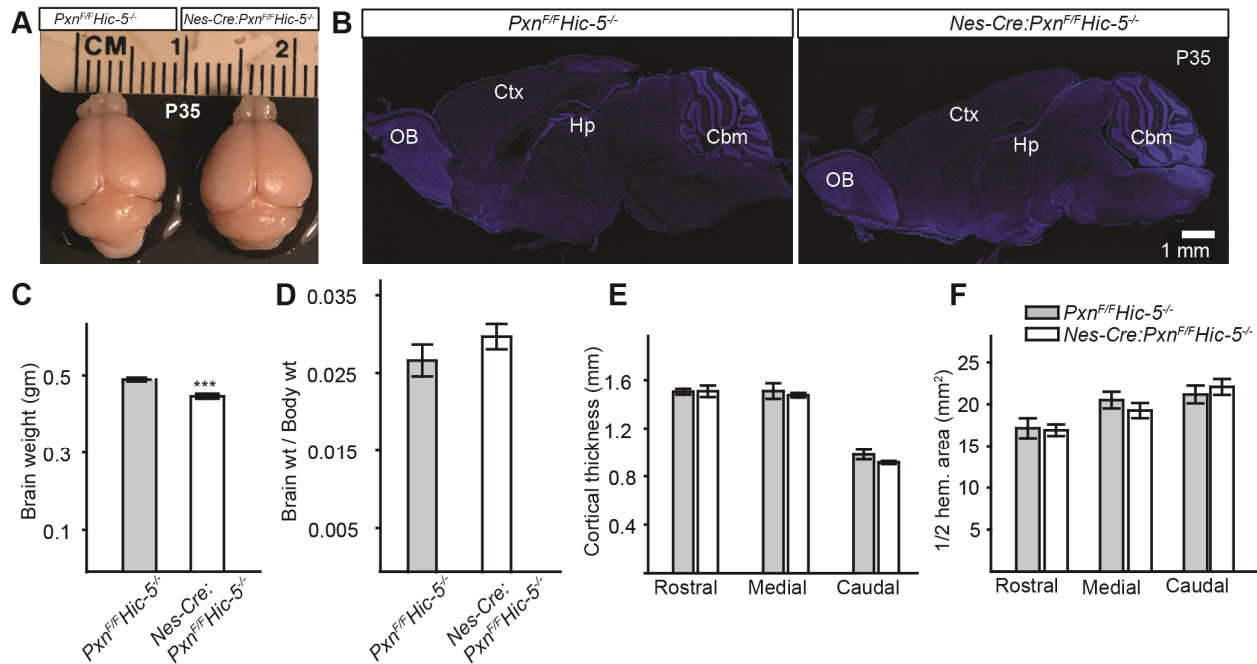 A
Pxn^F/F Hic-5^-/-
Nes-Cre:Pxn^F/F Hic-5^-/-
CM 1 2
P35
B
Pxn^F/F Hic-5^-/-
Nes-Cre:Pxn^F/F Hic-5^-/-
P35
OB
Ctx
Hp
Cbm
OB
Ctx
Hp
Cbm
1 mm
C
Brain weight (gm)
0.5
0.3
0.1
***
Pxn^F/F Hic-5^-/-
Nes-Cre:
Pxn^F/F Hic-5^-/-
D
Brain wt / Body wt
0.035
0.025
0.015
0.005
Pxn^F/F Hic-5^-/-
Nes-Cre:
Pxn^F/F Hic-5^-/-
E
Cortical thickness (mm)
1.6
1.2
0.8
0.4
Rostral Medial Caudal
F
Pxn^F/F Hic-5^-/-
Nes-Cre:Pxn^F/F Hic-5^-/-
1/2 hem. area (mm²)
25
20
15
10
5
Rostral Medial Caudal